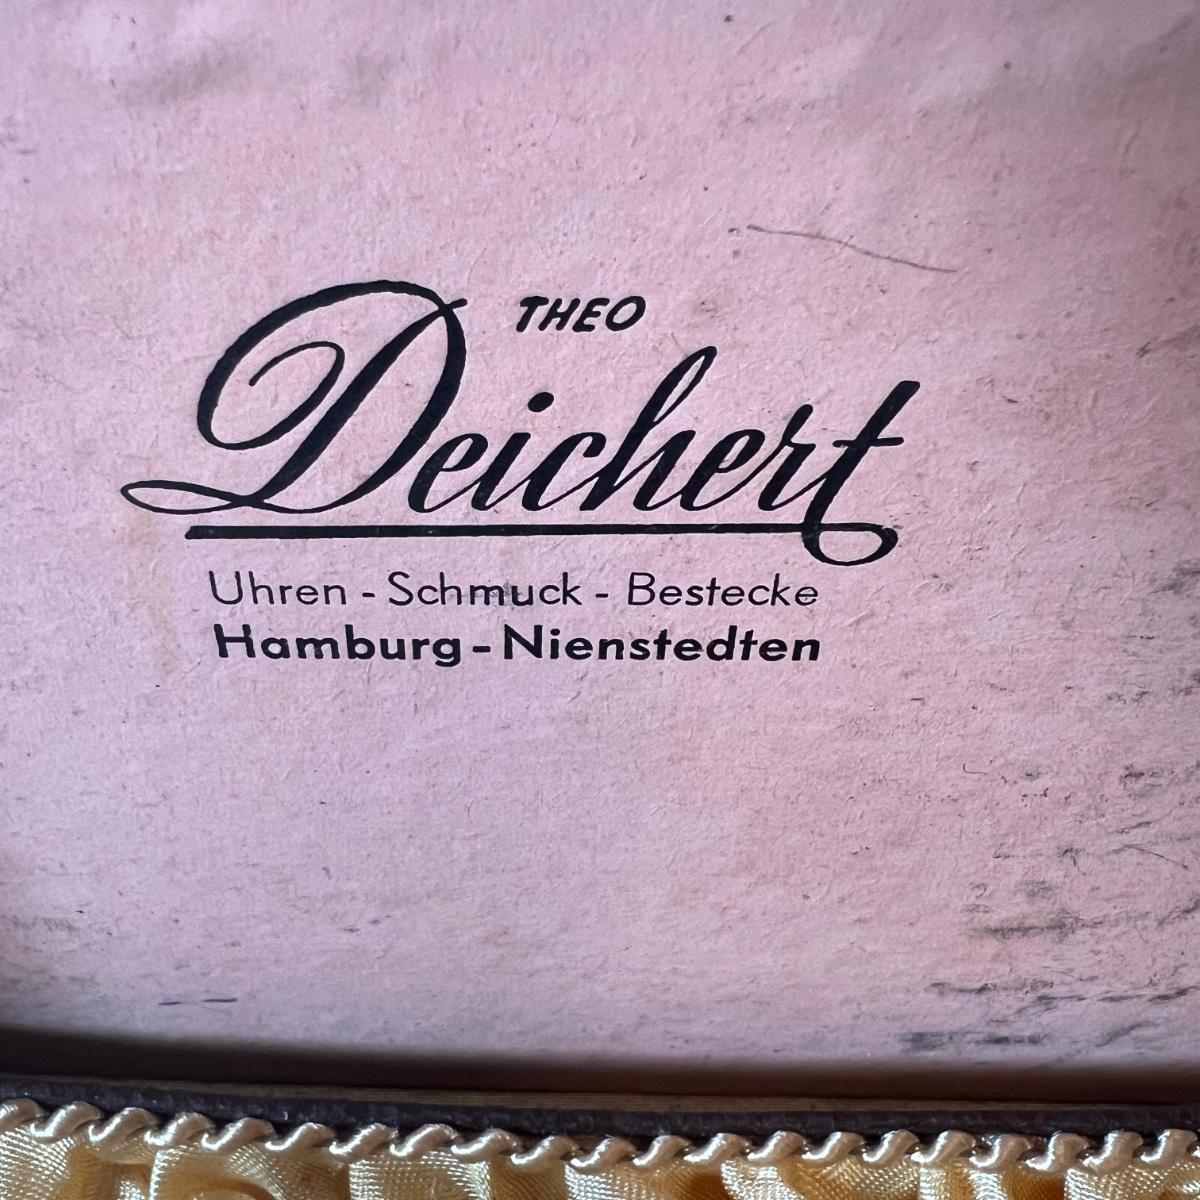 THEO
Deichert
Uhren - Schmuck - Bestecke
Hamburg - Nienstedten